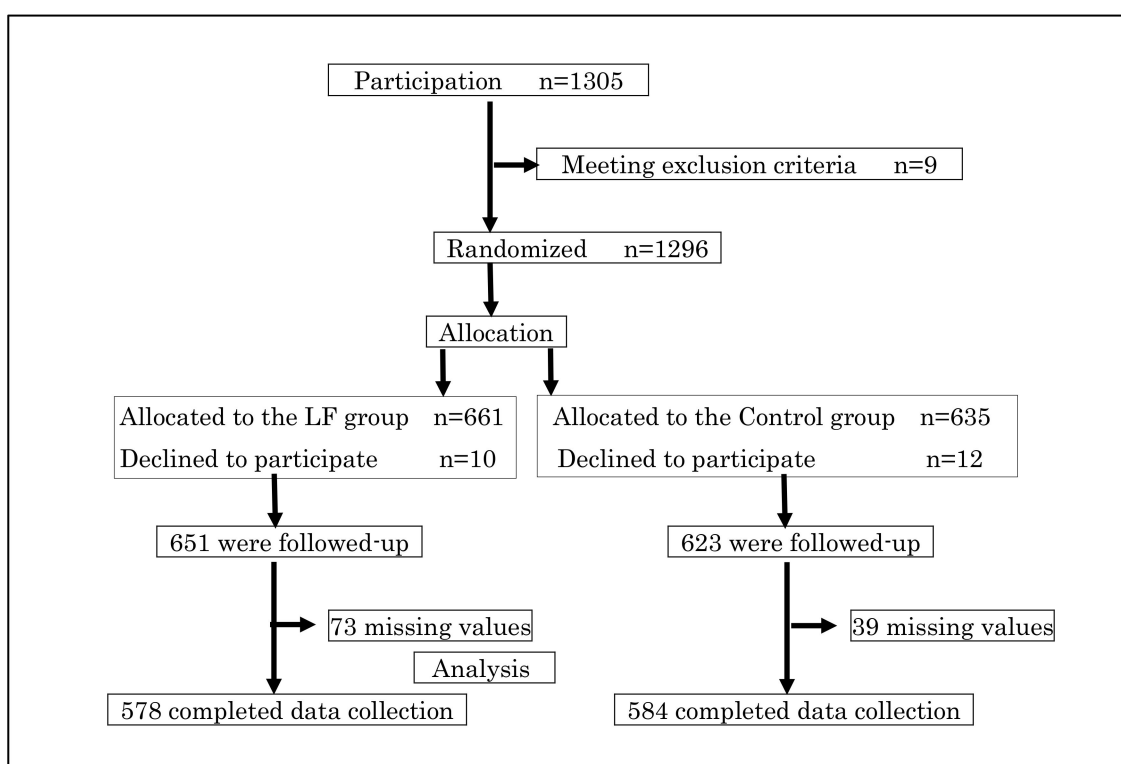 Participation n=1305
Meeting exclusion criteria n=9
Randomized n=1296
Allocation
Allocated to the LF group n=661
Declined to participate n=10
Allocated to the Control group n=635
Declined to participate n=12
651 were followed-up
623 were followed-up
73 missing values
39 missing values
Analysis
578 completed data collection
584 completed data collection